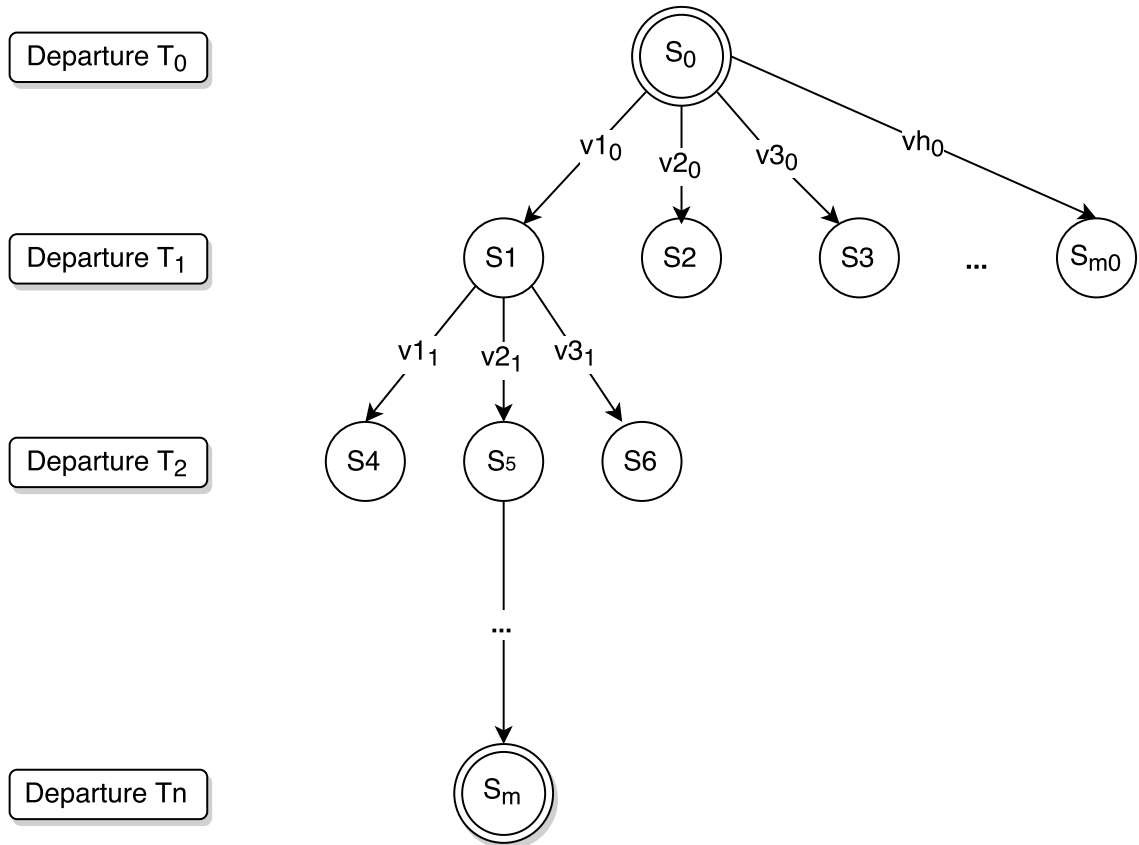 Departure T₀
S₀
v1₀
v2₀
v3₀
vh₀
Departure T₁
S1
S2
S3
...
Sₘ₀
v1₁
v2₁
v3₁
Departure T₂
S4
S5
S6
...
Departure Tn
Sₘ